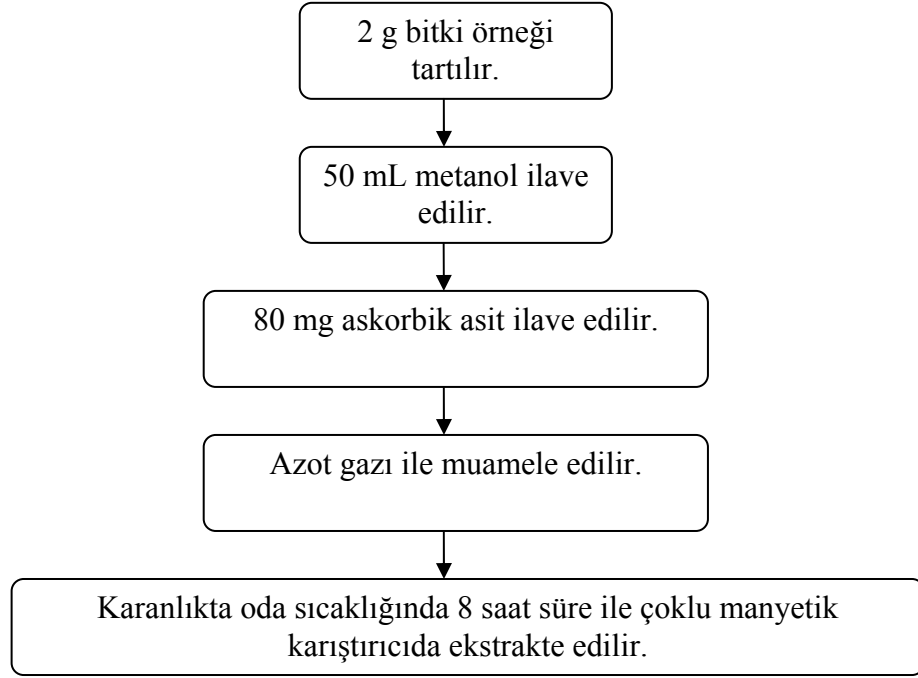 2 g bitki örneği
tartılır.
50 mL metanol ilave
edilir.
80 mg askorbik asit ilave edilir.
Azot gazı ile muamele edilir.
Karanlıkta oda sıcaklığında 8 saat süre ile çoklu manyetik
karıştırıcıda ekstrakte edilir.